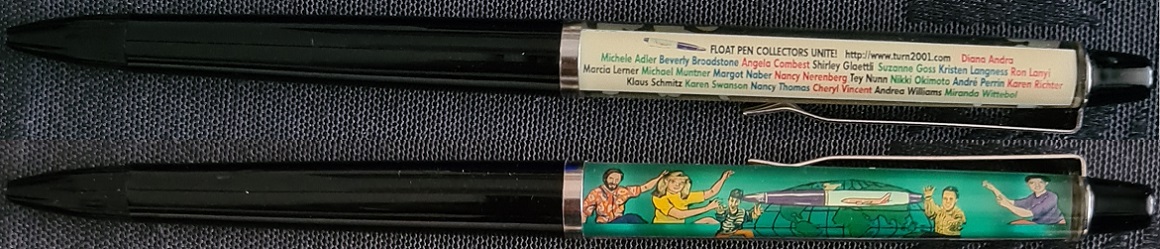 FLOAT PEN COLLECTORS UNITE! http://www.turn2001.com Diana Andra
Michele Adler Beverly Broadstone Angela Combest Shirley Glaettli Suzanne Goss Kristen Langness Ron Lanyi
Marcia Lerner Michael Muntner Margot Naber Nancy Nerenberg Tey Nunn Nikki Okimoto André Perrin Karen Richter
Klaus Schmitz Karen Swanson Nancy Thomas Cheryl Vincent Andrea Williams Miranda Wittebol